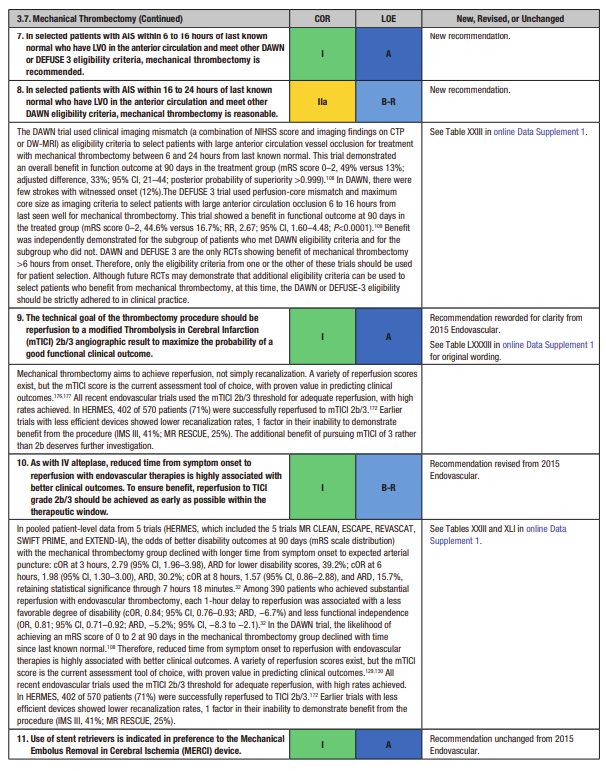 3.7. Mechanical Thrombectomy (Continued)
COR
LOE
New, Revised, or Unchanged
7. In selected patients with AIS within 6 to 16 hours of last known
normal who have LVO in the anterior circulation and meet other DAWN
or DEFUSE 3 eligibility criteria, mechanical thrombectomy is
recommended.
I
A
New recommendation.
8. In selected patients with AIS within 16 to 24 hours of last known
normal who have LVO in the anterior circulation and meet other
DAWN eligibility criteria, mechanical thrombectomy is reasonable.
IIa
B-R
New recommendation.
The DAWN trial used clinical imaging mismatch (a combination of NIHSS score and imaging findings on CTP
or DW-MRI) as eligibility criteria to select patients with large anterior circulation vessel occlusion for treatment
with mechanical thrombectomy between 6 and 24 hours from last known normal. This trial demonstrated
an overall benefit in function outcome at 90 days in the treatment group (mRS score 0–2, 49% versus 13%;
adjusted difference, 33%; 95% CI, 21–44; posterior probability of superiority >0.999).108 In DAWN, there were
few strokes with witnessed onset (12%).The DEFUSE 3 trial used perfusion-core mismatch and maximum
core size as imaging criteria to select patients with large anterior circulation occlusion 6 to 16 hours from
last seen well for mechanical thrombectomy. This trial showed a benefit in functional outcome at 90 days in
the treated group (mRS score 0–2, 44.6% versus 16.7%; RR, 2.67; 95% CI, 1.60–4.48; P<0.0001).109 Benefit
was independently demonstrated for the subgroup of patients who met DAWN eligibility criteria and for the
subgroup who did not. DAWN and DEFUSE 3 are the only RCTs showing benefit of mechanical thrombectomy
>6 hours from onset. Therefore, only the eligibility criteria from one or the other of these trials should be used
for patient selection. Although future RCTs may demonstrate that additional eligibility criteria can be used to
select patients who benefit from mechanical thrombectomy, at this time, the DAWN or DEFUSE-3 eligibility
should be strictly adhered to in clinical practice.
See Table XXIII in online Data Supplement 1.
9. The technical goal of the thrombectomy procedure should be
reperfusion to a modified Thrombolysis in Cerebral Infarction
(mTICI) 2b/3 angiographic result to maximize the probability of a
good functional clinical outcome.
I
A
Recommendation reworded for clarity from
2015 Endovascular.
See Table LXXXIII in online Data Supplement 1
for original wording.
Mechanical thrombectomy aims to achieve reperfusion, not simply recanalization. A variety of reperfusion scores
exist, but the mTICI score is the current assessment tool of choice, with proven value in predicting clinical
outcomes.176,177 All recent endovascular trials used the mTICI 2b/3 threshold for adequate reperfusion, with high
rates achieved. In HERMES, 402 of 570 patients (71%) were successfully reperfused to mTICI 2b/3.172 Earlier
trials with less efficient devices showed lower recanalization rates, 1 factor in their inability to demonstrate
benefit from the procedure (IMS III, 41%; MR RESCUE, 25%). The additional benefit of pursuing mTICI of 3 rather
than 2b deserves further investigation.
10. As with IV alteplase, reduced time from symptom onset to
reperfusion with endovascular therapies is highly associated with
better clinical outcomes. To ensure benefit, reperfusion to TICI
grade 2b/3 should be achieved as early as possible within the
therapeutic window.
I
B-R
Recommendation revised from 2015
Endovascular.
In pooled patient-level data from 5 trials (HERMES, which included the 5 trials MR CLEAN, ESCAPE, REVASCAT,
SWIFT PRIME, and EXTEND-IA), the odds of better disability outcomes at 90 days (mRS scale distribution)
with the mechanical thrombectomy group declined with longer time from symptom onset to expected arterial
puncture: cOR at 3 hours, 2.79 (95% CI, 1.96–3.98), ARD for lower disability scores, 39.2%; cOR at 6
hours, 1.98 (95% CI, 1.30–3.00), ARD, 30.2%; cOR at 8 hours, 1.57 (95% CI, 0.86–2.88), and ARD, 15.7%,
retaining statistical significance through 7 hours 18 minutes.32 Among 390 patients who achieved substantial
reperfusion with endovascular thrombectomy, each 1-hour delay to reperfusion was associated with a less
favorable degree of disability (cOR, 0.84; 95% CI, 0.76–0.93; ARD, −6.7%) and less functional independence
(OR, 0.81; 95% CI, 0.71–0.92; ARD, −5.2%; 95% CI, −8.3 to −2.1).32 In the DAWN trial, the likelihood of
achieving an mRS score of 0 to 2 at 90 days in the mechanical thrombectomy group declined with time
since last known normal.108 Therefore, reduced time from symptom onset to reperfusion with endovascular
therapies is highly associated with better clinical outcomes. A variety of reperfusion scores exist, but the mTICI
score is the current assessment tool of choice, with proven value in predicting clinical outcomes.129,130 All
recent endovascular trials used the mTICI 2b/3 threshold for adequate reperfusion, with high rates achieved.
In HERMES, 402 of 570 patients (71%) were successfully reperfused to TICI 2b/3.172 Earlier trials with less
efficient devices showed lower recanalization rates, 1 factor in their inability to demonstrate benefit from the
procedure (IMS III, 41%; MR RESCUE, 25%).
See Tables XXIII and XLI in online Data
Supplement 1.
11. Use of stent retrievers is indicated in preference to the Mechanical
Embolus Removal in Cerebral Ischemia (MERCI) device.
I
A
Recommendation unchanged from 2015
Endovascular.